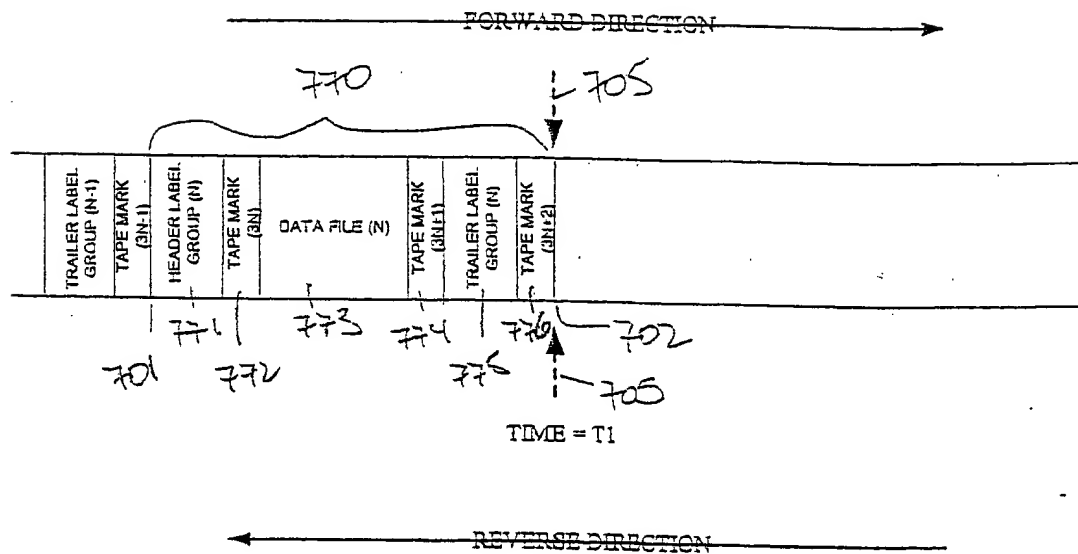 FORWARD DIRECTION
770
705
TRAILER LABEL
GROUP (N-1)
TAPE MARK
(3N-1)
HEADER LABEL
GROUP (N)
TAPE MARK
(3N)
DATA FILE (N)
TAPE MARK
(3N+1)
TRAILER LABEL
GROUP (N)
TAPE MARK
(3N+2)
771
773
774
776
702
701
772
775
705
TIME = T1
REVERSE DIRECTION